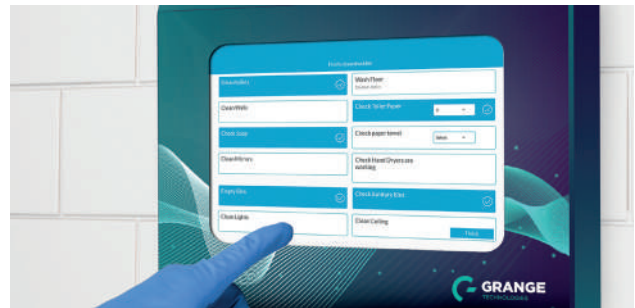 Wash Floor
Clean Walls
Check Toilet Paper
Check Soap
Check paper towel
Clean Mirrors
Check Hand Dryers are
working
Empty Bins
Check Sanitary Bins
Clean Lights
Clean Ceiling
GRANGE
TECHNOLOGIES